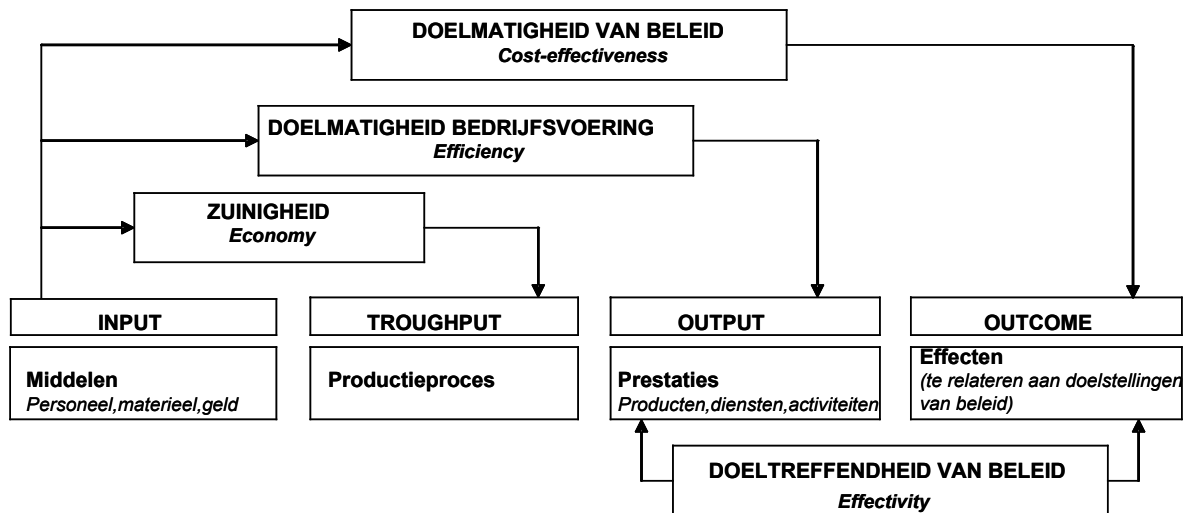 DOELMATIGHEID VAN BELEID
Cost-effectiveness
DOELMATIGHEID BEDRIJFSVOERING
Efficiency
ZUINIGHEID
Economy
INPUT
TROUGHPUT
OUTPUT
OUTCOME
Middelen
Personeel,materieel,geld
Productieproces
Prestaties
Producten,diensten,activiteiten
Effecten
(te relateren aan doelstellingen
van beleid)
DOELTREFFENDHEID VAN BELEID
Effectivity